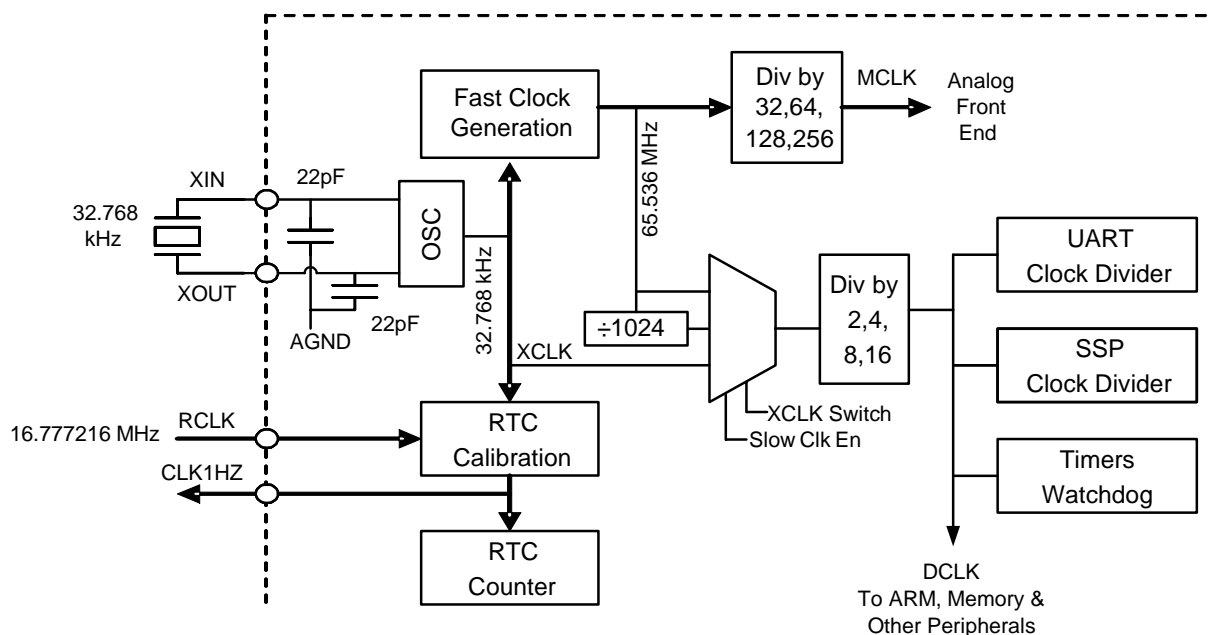 Fast Clock
Generation
Div by
32,64,
128,256
MCLK
Analog
Front
End
65.536 MHz
XIN
22pF
32.768
kHz
OSC
XOUT
22pF
AGND
32.768 kHz
XCLK
÷1024
Div by
2,4,
8,16
UART
Clock Divider
SSP
Clock Divider
Timers
Watchdog
XCLK Switch
Slow Clk En
16.777216 MHz
RCLK
RTC
Calibration
CLK1HZ
RTC
Counter
DCLK
To ARM, Memory &
Other Peripherals